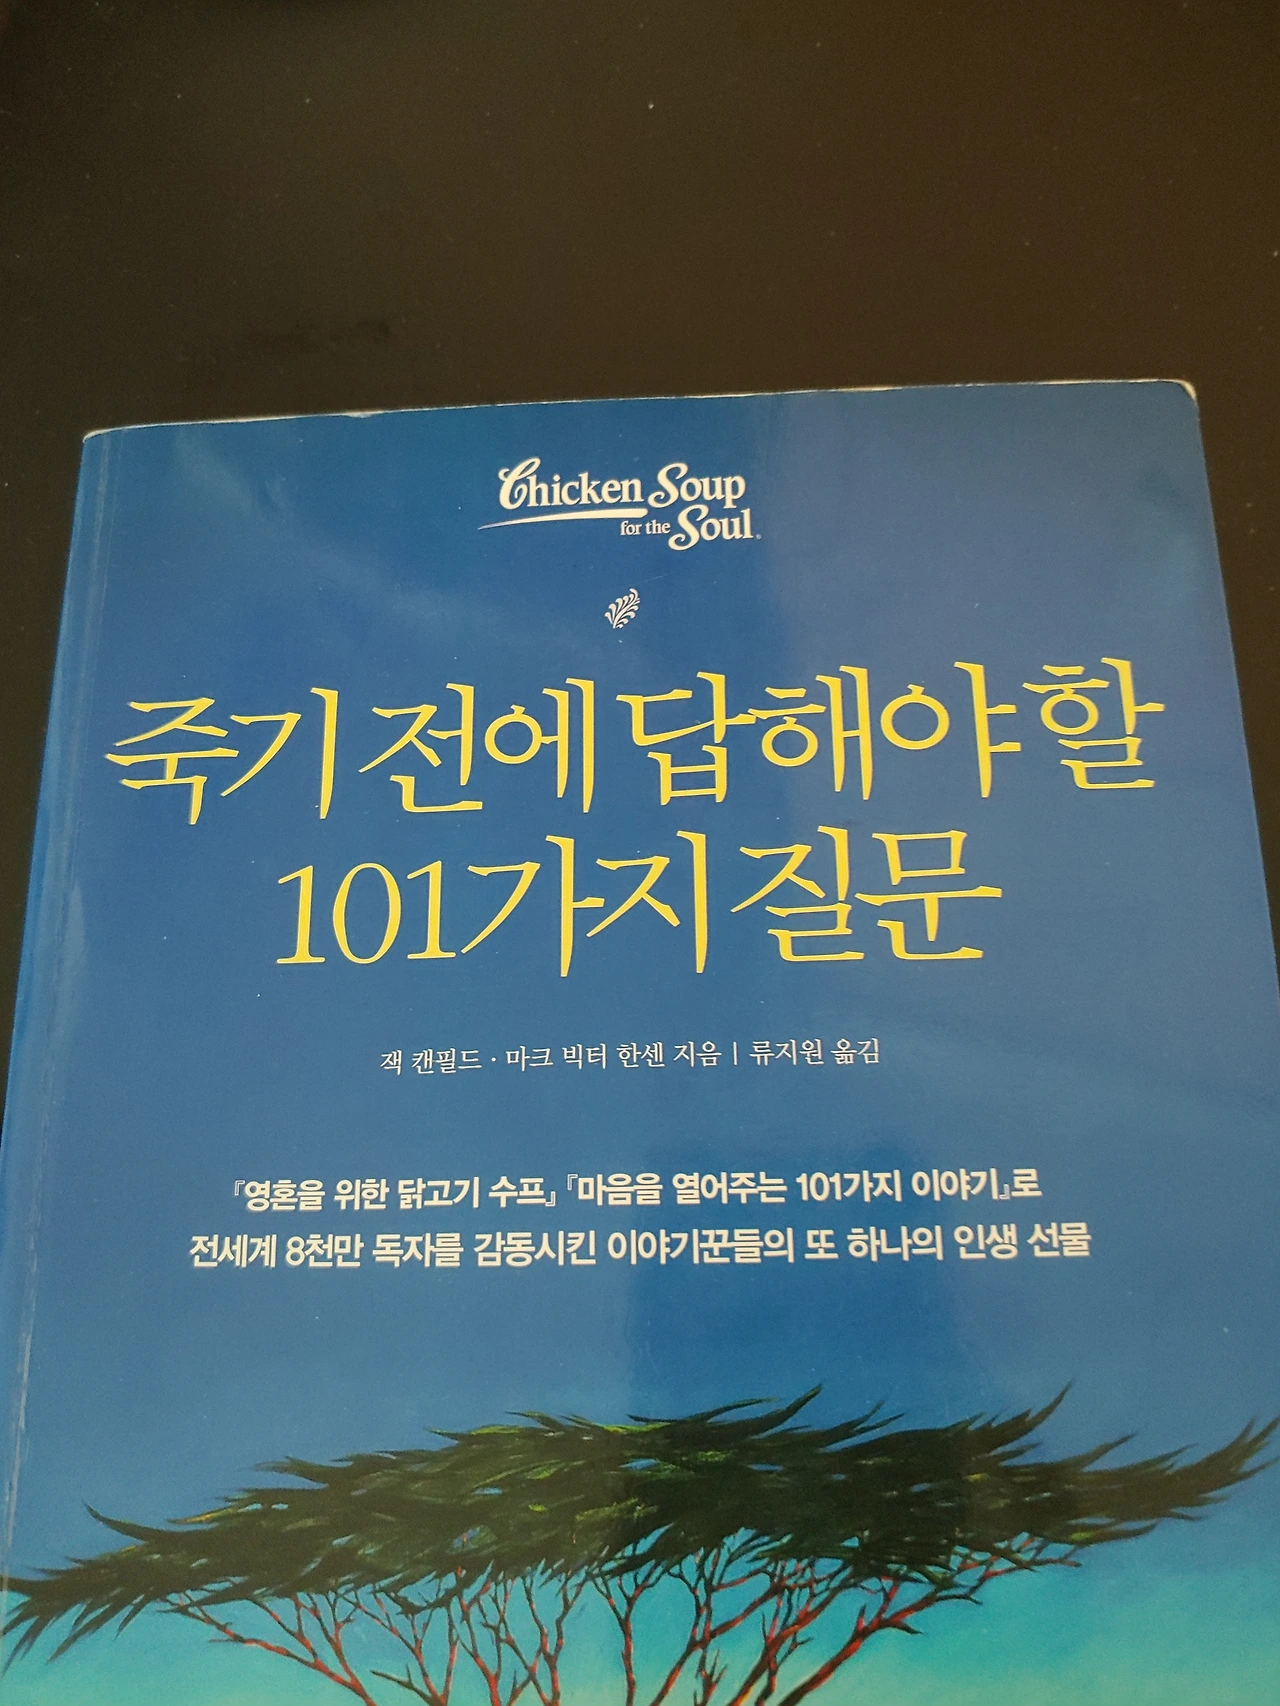 Chicken Soup
for the Soul®
죽기 전에 답해야 할
101가지 질문
잭 캔필드 · 마크 빅터 한센 지음 | 류지원 옮김
『영혼을 위한 닭고기 수프』 『마음을 열어주는 101가지 이야기』로
전세계 8천만 독자를 감동시킨 이야기꾼들의 또 하나의 인생 선물